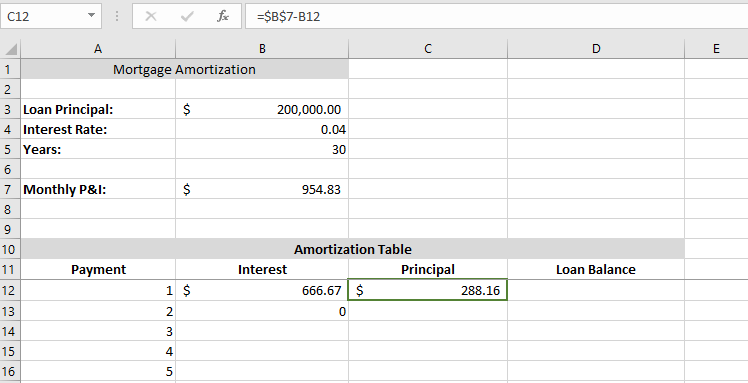 C12 fx =$B$7-B12
A B C D E
1 Mortgage Amortization
2
3 Loan Principal: $ 200,000.00
4 Interest Rate: 0.04
5 Years: 30
6
7 Monthly P&I: $ 954.83
8
9
10 Amortization Table
11 Payment Interest Principal Loan Balance
12 1 $ 666.67 $ 288.16
13 2 0
14 3
15 4
16 5